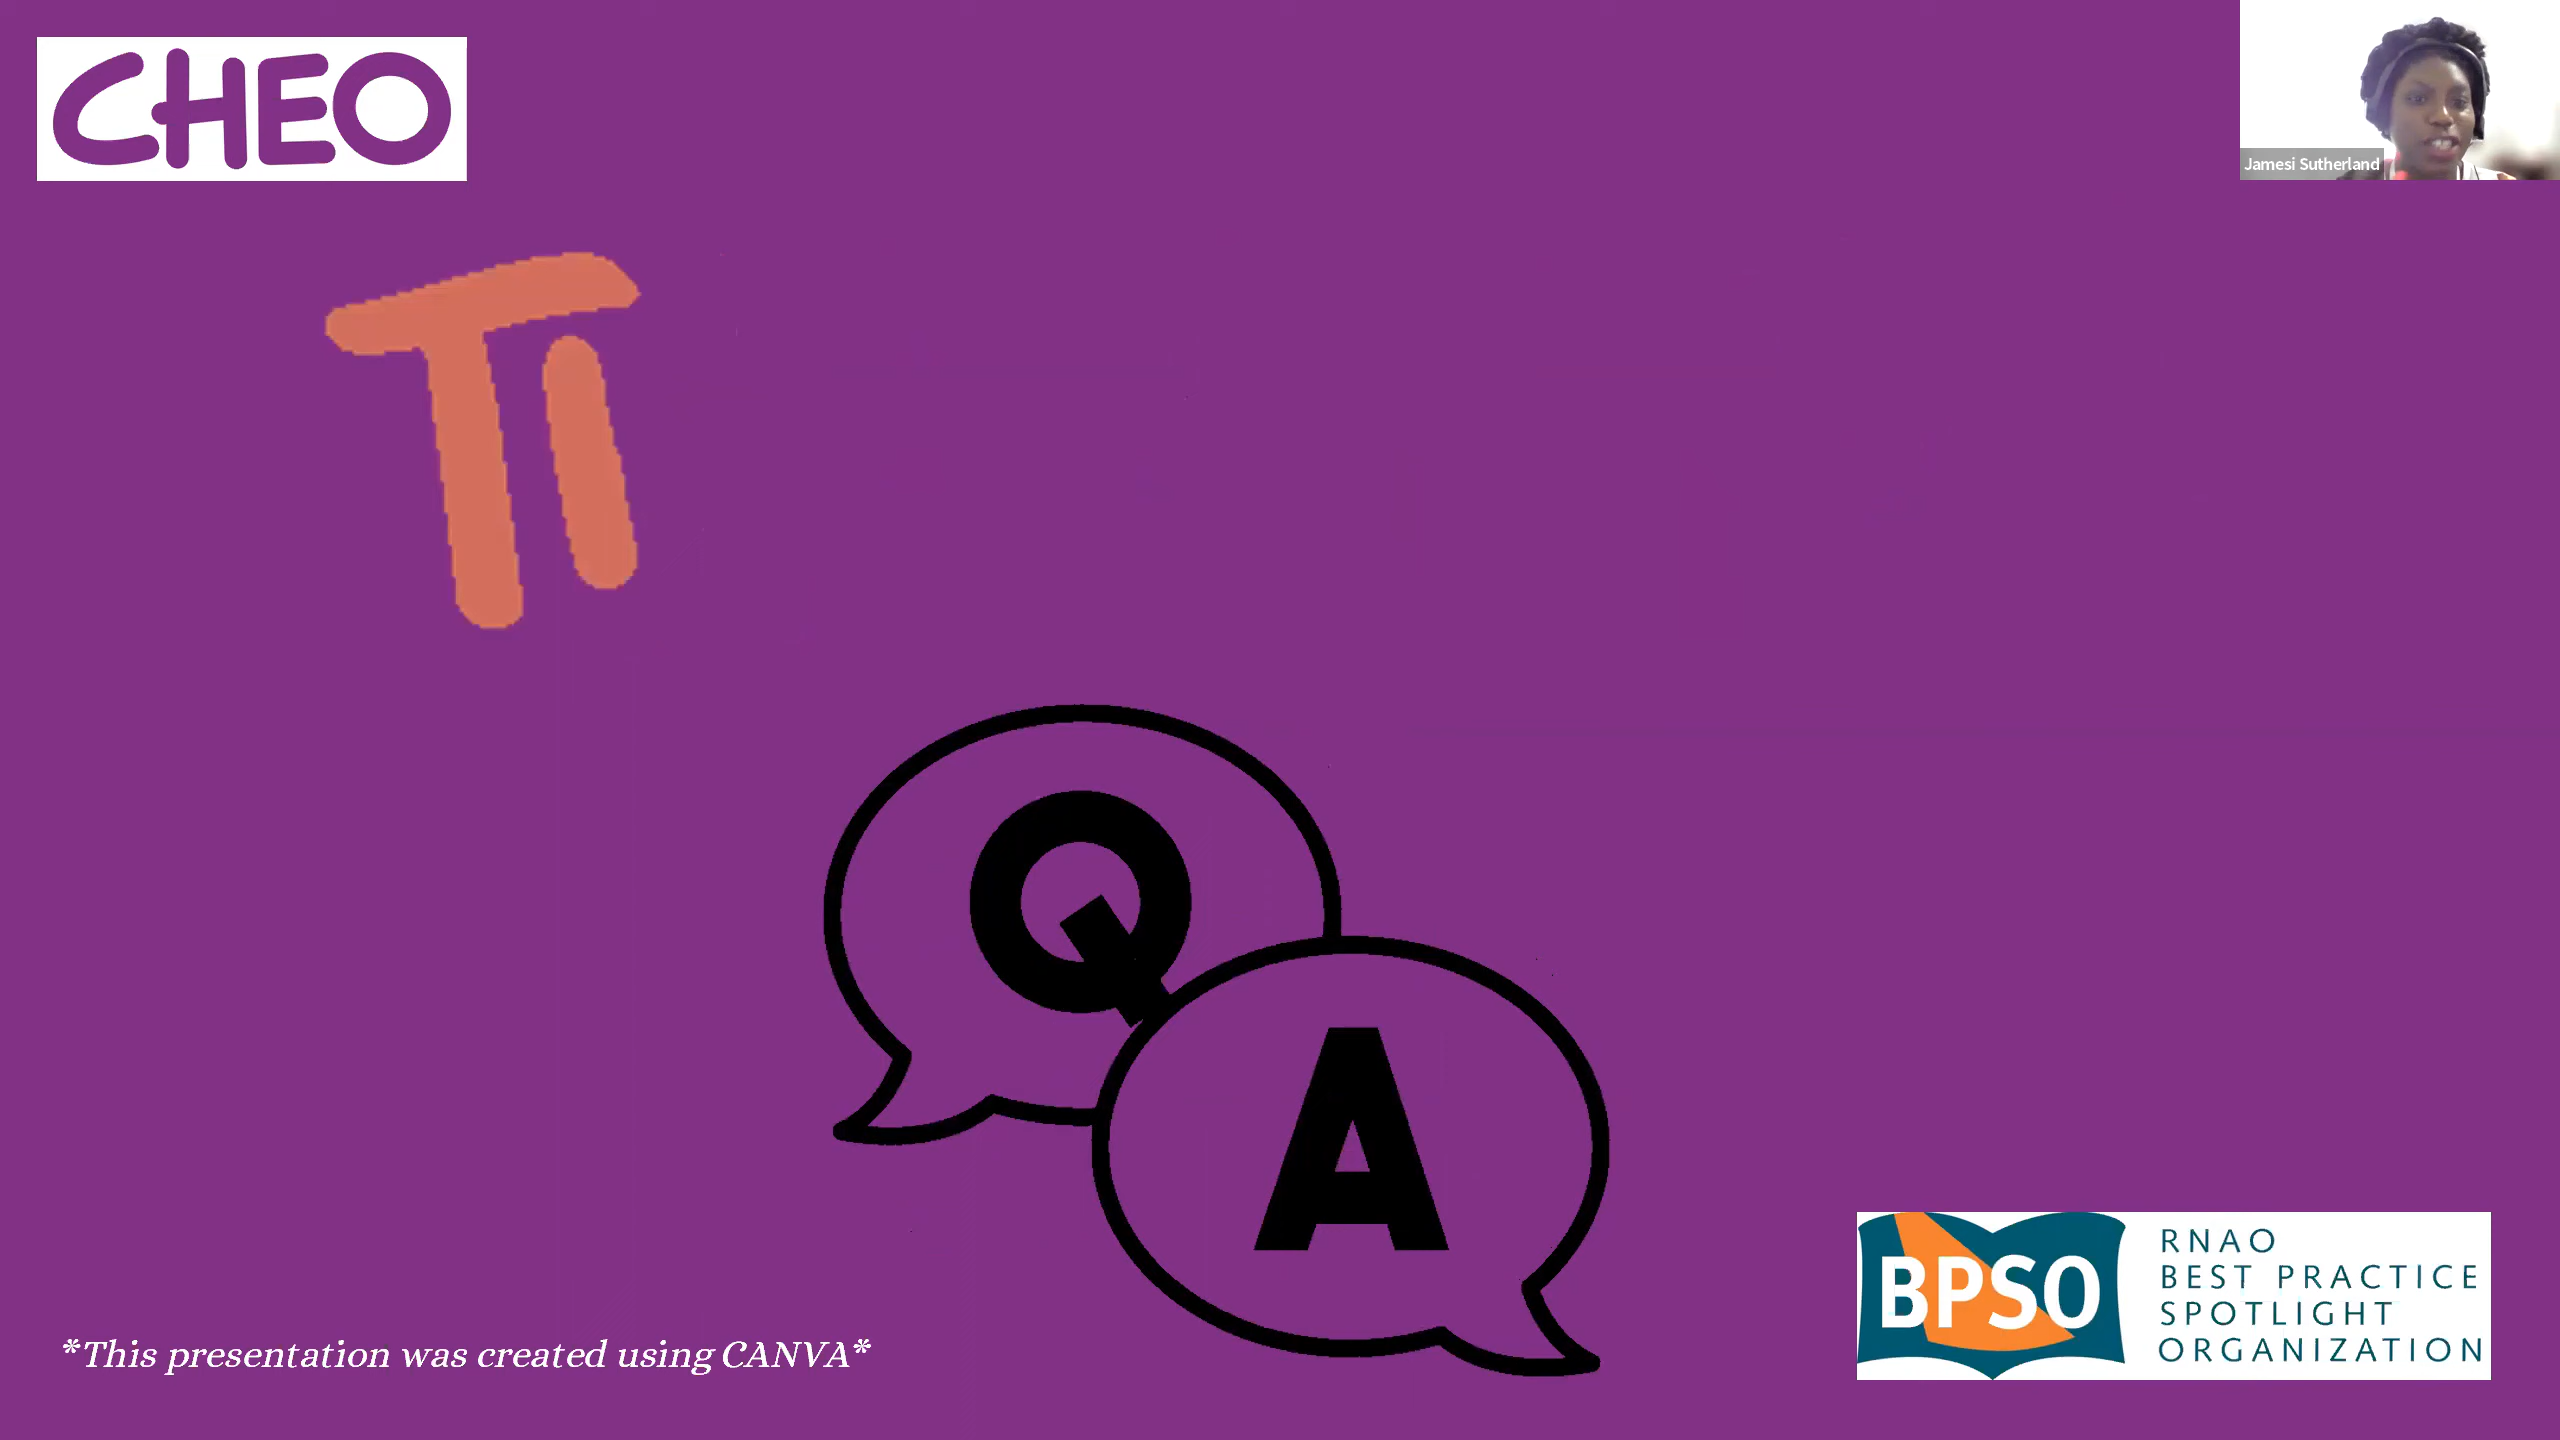 CHEO
Jamesi Sutherland
TI
Q
A
*This presentation was created using CANVA*
BPSO
RNAO
BEST PRACTICE
SPOTLIGHT
ORGANIZATION